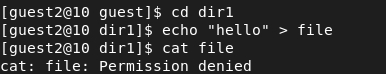 [guest2@10 guest]$ cd dir1
[guest2@10 dir1]$ echo "hello" > file
[guest2@10 dir1]$ cat file
cat: file: Permission denied